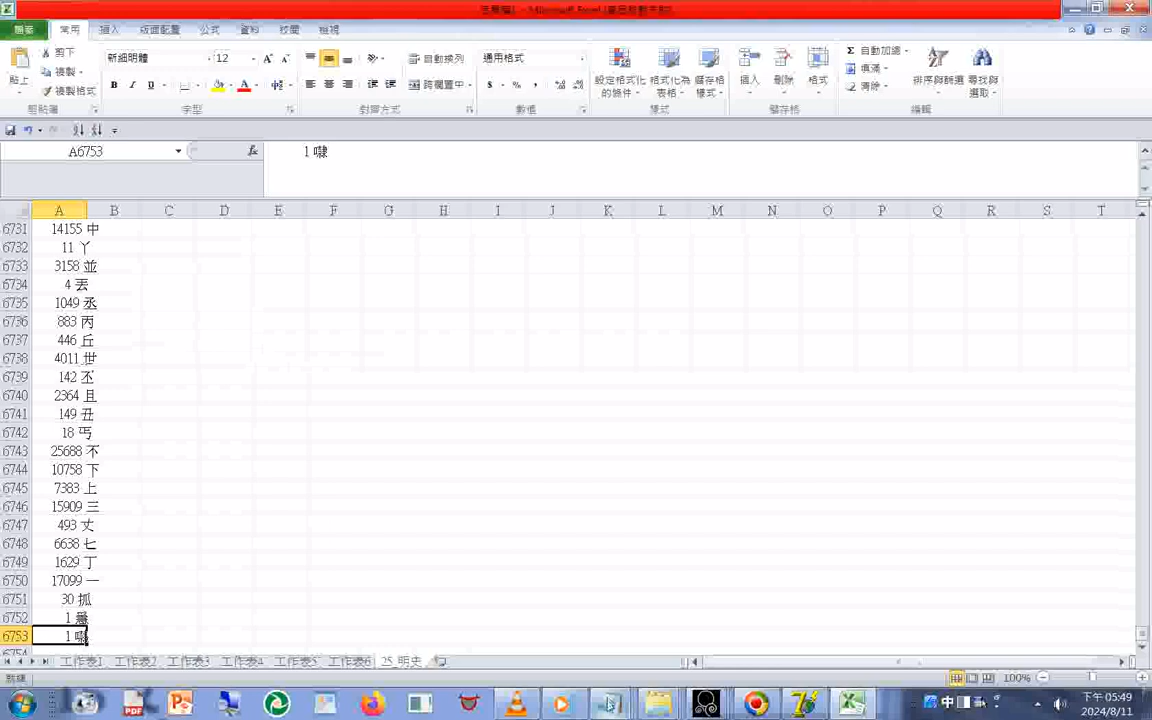 檔案 常用 插入 版面配置 公式 資料 校閱 檢視
貼上 剪下 複製 複製格式 剪貼簿
新細明體 12 字型
自動換列 跨欄置中 對齊方式
通用格式 數值
設定格式化的條件 格式化為表格 儲存格樣式 樣式
插入 刪除 格式 儲存格
自動加總 填滿 清除 排序與篩選 尋找與選取 編輯
A6753 fx 1
A B C D E F G H I J K L M N O P Q R S T
6731 14155 中
6732 11 丫
6733 3158 並
6734 4 丟
6735 1049 丞
6736 883 丙
6737 446 丘
6738 4011 世
6739 142 丕
6740 2364 且
6741 149 丑
6742 18 丐
6743 25688 不
6744 10758 下
6745 7383 上
6746 15909 三
6747 493 丈
6748 6638 七
6749 1629 丁
6750 17099 一
6751 30 抓
6752 1
6753 1
6754
工作表1 工作表2 工作表3 工作表4 工作表5 工作表6 25_明史
就緒 100%
中 下午 05:49
2024/8/11